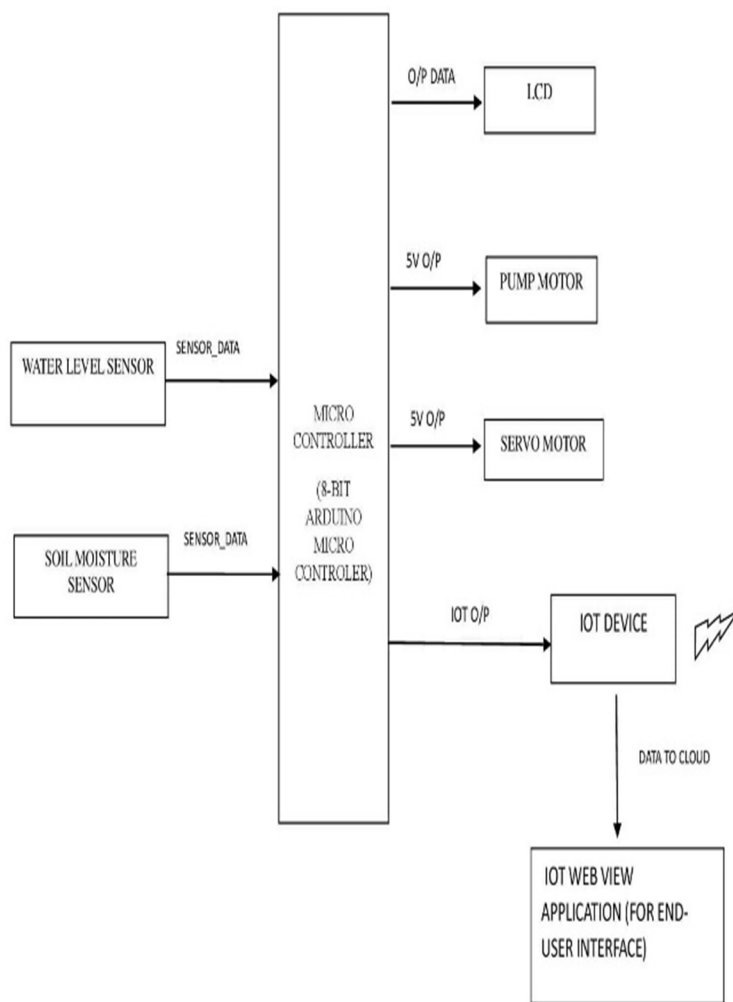 O/P DATA
LCD
5V O/P
PUMP MOTOR
SENSOR_DATA
WATER LEVEL SENSOR
MICRO
CONTROLLER
(8-BIT
ARDUINO
MICRO
CONTROLER)
5V O/P
SERVO MOTOR
SENSOR_DATA
SOIL MOISTURE
SENSOR
IOT O/P
IOT DEVICE
DATA TO CLOUD
IOT WEB VIEW
APPLICATION (FOR END-
USER INTERFACE)